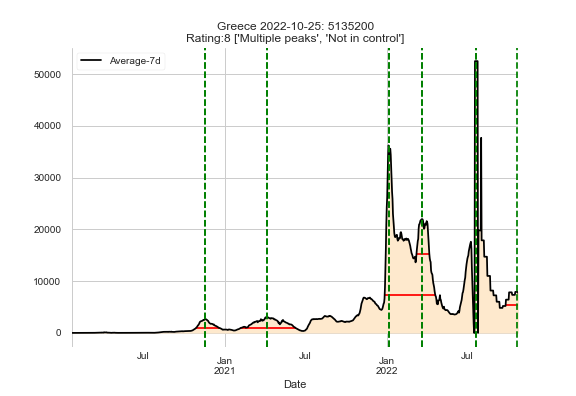 Greece 2022-10-25: 5135200
Rating:8 ['Multiple peaks', 'Not in control']
Average-7d
50000
40000
30000
20000
10000
0
Jul
Jan
2021
Jul
Jan
2022
Jul
Date